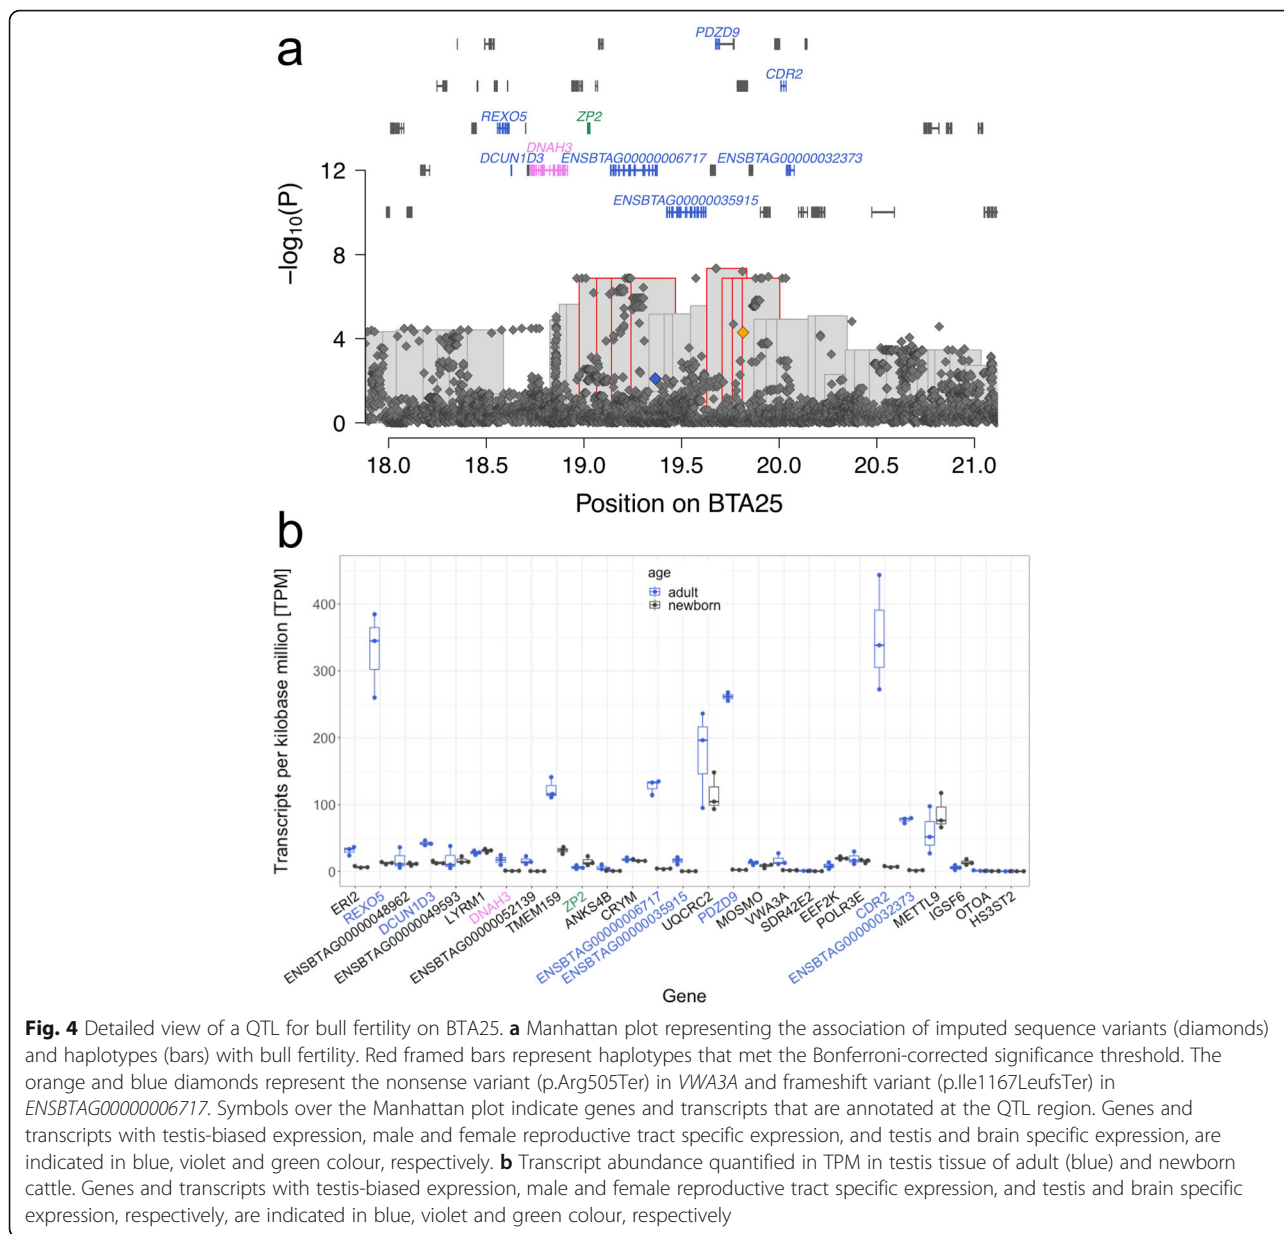 a
PDZD9
CDR2
REXO5
ZP2
DNAH3
DCUN1D3
ENSBTAG00000006717
ENSBTAG00000032373
ENSBTAG00000035915
12
8
4
0
−log10(P)
18.0 18.5 19.0 19.5 20.0 20.5 21.0
Position on BTA25
b
age
adult
newborn
Transcripts per kilobase million [TPM]
400
300
200
100
0
ERI2
REXO5
ENSBTAG00000048962
DCUN1D3
ENSBTAG00000049593
LYRM1
DNAH3
ENSBTAG00000052139
TMEM159
ZP2
ANKS4B
CRYM
ENSBTAG00000006717
ENSBTAG00000035915
UQCRC2
PDZD9
MOSMO
VWA3A
SDR42E2
EEF2K
POLR3E
CDR2
ENSBTAG00000032373
METTL9
IGSF6
OTOA
HS3ST2
Gene
Fig. 4 Detailed view of a QTL for bull fertility on BTA25. a Manhattan plot representing the association of imputed sequence variants (diamonds)
and haplotypes (bars) with bull fertility. Red framed bars represent haplotypes that met the Bonferroni-corrected significance threshold. The
orange and blue diamonds represent the nonsense variant (p.Arg505Ter) in VWA3A and frameshift variant (p.Ile1167LeufsTer) in
ENSBTAG00000006717. Symbols over the Manhattan plot indicate genes and transcripts that are annotated at the QTL region. Genes and
transcripts with testis-biased expression, male and female reproductive tract specific expression, and testis and brain specific expression, are
indicated in blue, violet and green colour, respectively. b Transcript abundance quantified in TPM in testis tissue of adult (blue) and newborn
cattle. Genes and transcripts with testis-biased expression, male and female reproductive tract specific expression, and testis and brain specific
expression, respectively, are indicated in blue, violet and green colour, respectively